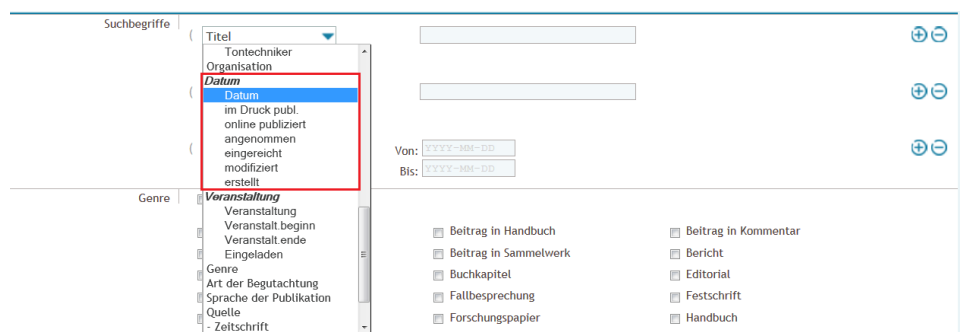 Suchbegriffe
( Titel
Tontechniker
Organisation
Datum
( Datum
im Druck publ.
online publiziert
angenommen
( eingereicht Von: YYYY-MM-DD
modifiziert Bis: YYYY-MM-DD
erstellt
Genre Veranstaltung
Veranstaltung
Veranstalt.beginn Beitrag in Handbuch Beitrag in Kommentar
Veranstalt.ende
Eingeladen Beitrag in Sammelwerk Bericht
Genre Buchkapitel Editorial
Art der Begutachtung
Sprache der Publikation Fallbesprechung Festschrift
Quelle
- Zeitschrift Forschungspapier Handbuch